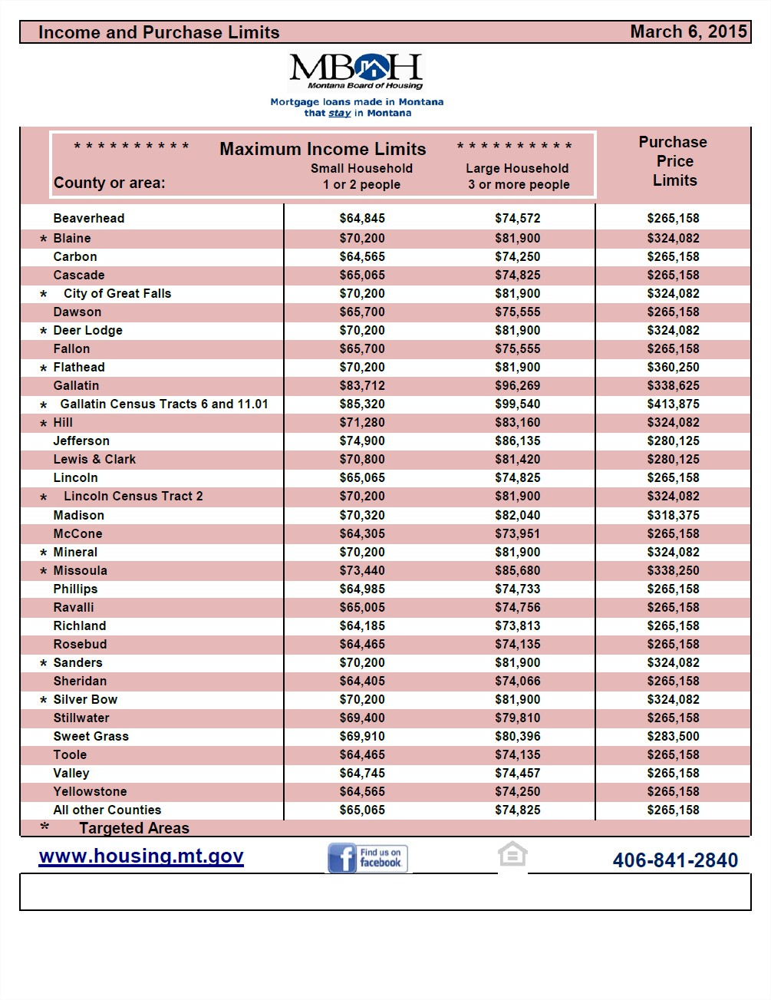 Income and Purchase Limits March 6, 2015
MBOH
Montana Board of Housing
Mortgage loans made in Montana
that stay in Montana
* * * * * * * * * * Maximum Income Limits * * * * * * * * * * Purchase
Small Household Large Household Price
County or area: 1 or 2 people 3 or more people Limits
Beaverhead $64,845 $74,572 $265,158
* Blaine $70,200 $81,900 $324,082
Carbon $64,565 $74,250 $265,158
Cascade $65,065 $74,825 $265,158
* City of Great Falls $70,200 $81,900 $324,082
Dawson $65,700 $75,555 $265,158
* Deer Lodge $70,200 $81,900 $324,082
Fallon $65,700 $75,555 $265,158
* Flathead $70,200 $81,900 $360,250
Gallatin $83,712 $96,269 $338,625
* Gallatin Census Tracts 6 and 11.01 $85,320 $99,540 $413,875
* Hill $71,280 $83,160 $324,082
Jefferson $74,900 $86,135 $280,125
Lewis & Clark $70,800 $81,420 $280,125
Lincoln $65,065 $74,825 $265,158
* Lincoln Census Tract 2 $70,200 $81,900 $324,082
Madison $70,320 $82,040 $318,375
McCone $64,305 $73,951 $265,158
* Mineral $70,200 $81,900 $324,082
* Missoula $73,440 $85,680 $338,250
Phillips $64,985 $74,733 $265,158
Ravalli $65,005 $74,756 $265,158
Richland $64,185 $73,813 $265,158
Rosebud $64,465 $74,135 $265,158
* Sanders $70,200 $81,900 $324,082
Sheridan $64,405 $74,066 $265,158
* Silver Bow $70,200 $81,900 $324,082
Stillwater $69,400 $79,810 $265,158
Sweet Grass $69,910 $80,396 $283,500
Toole $64,465 $74,135 $265,158
Valley $64,745 $74,457 $265,158
Yellowstone $64,565 $74,250 $265,158
All other Counties $65,065 $74,825 $265,158
* Targeted Areas
www.housing.mt.gov f Find us on facebook. 406-841-2840